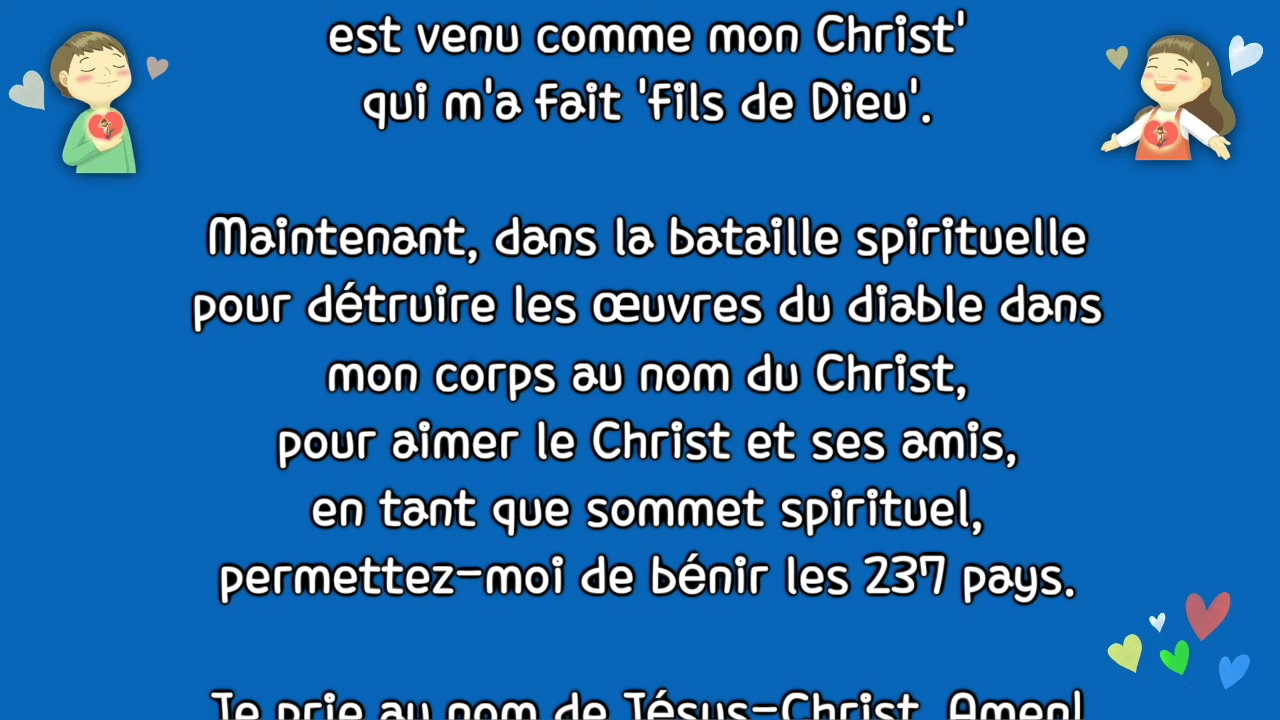 est venu comme mon Christ'
qui m'a fait 'fils de Dieu'.
Maintenant, dans la bataille spirituelle
pour détruire les œuvres du diable dans
mon corps au nom du Christ,
pour aimer le Christ et ses amis,
en tant que sommet spirituel,
permettez-moi de bénir les 237 pays.
Je prie au nom de Jésus-Christ, Amen!